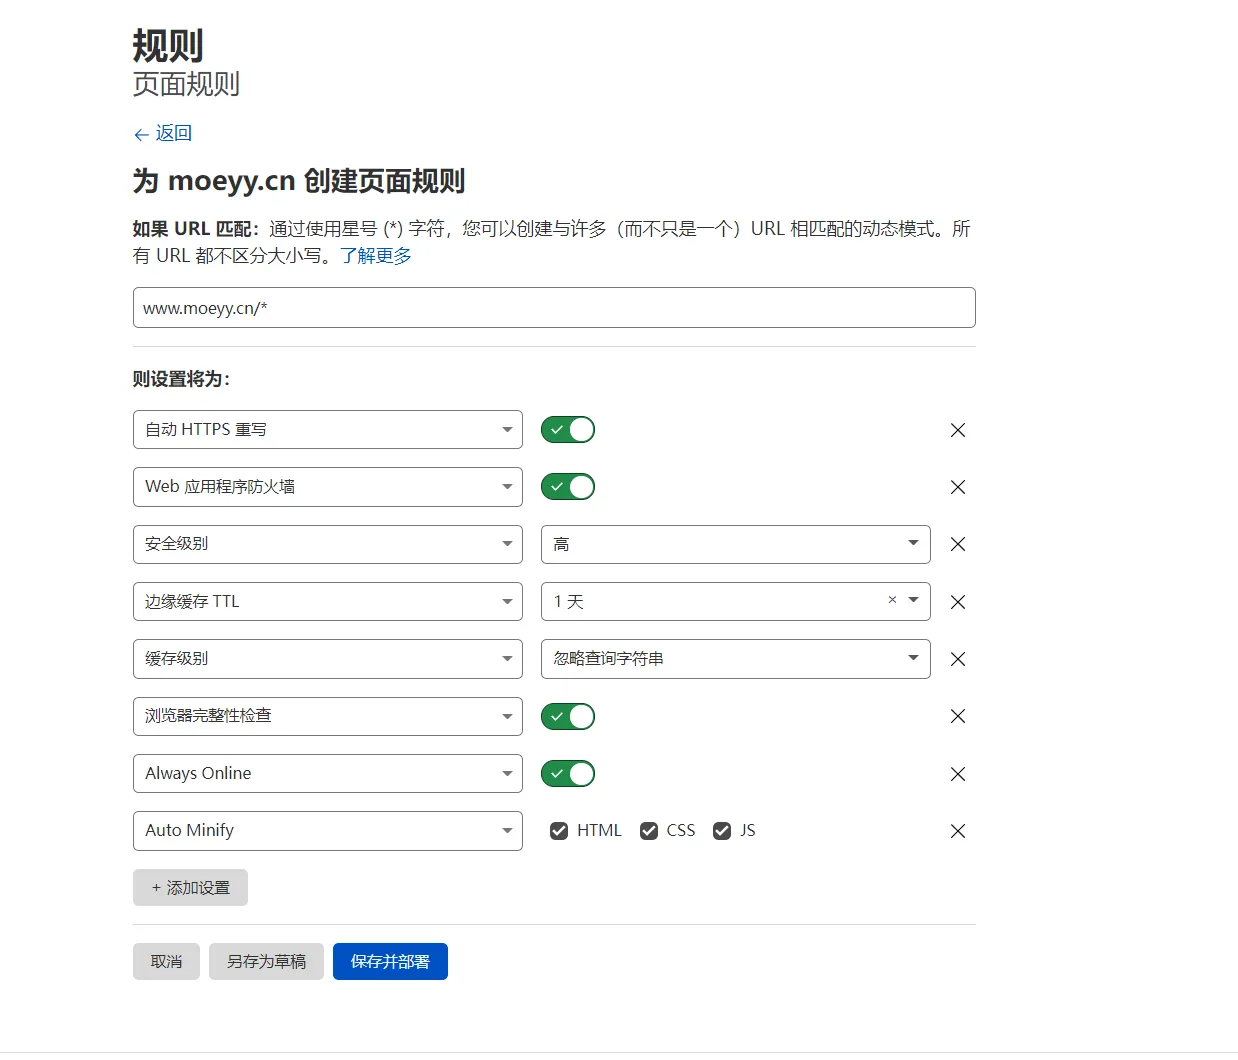 规则
页面规则
← 返回
为 moeyy.cn 创建页面规则
如果 URL 匹配：通过使用星号 (*) 字符，您可以创建与许多（而不只是一个）URL 相匹配的动态模式。所
有 URL 都不区分大小写。了解更多
www.moeyy.cn/*
则设置将为：
自动 HTTPS 重写
Web 应用程序防火墙
安全级别 高
边缘缓存 TTL 1 天
缓存级别 忽略查询字符串
浏览器完整性检查
Always Online
Auto Minify HTML CSS JS
+ 添加设置
取消 另存为草稿 保存并部署